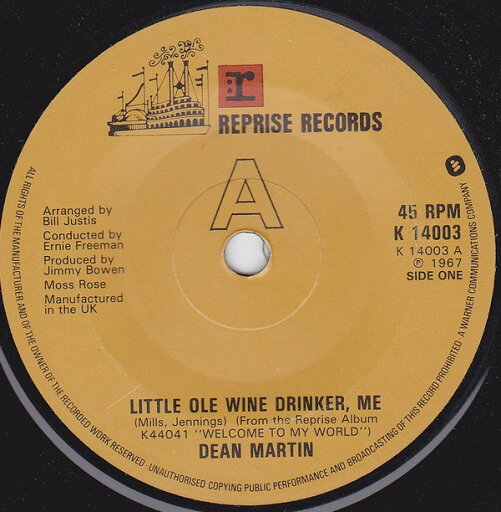 r
REPRISE RECORDS
A
Arranged by
Bill Justis
Conducted by
Ernie Freeman
Produced by
Jimmy Bowen
Moss Rose
Manufactured
in the UK
45 RPM
K 14003
K 14003 A
℗ 1967
SIDE ONE
LITTLE OLE WINE DRINKER, ME
(Mills, Jennings) (From the Reprise Album
K44041 "WELCOME TO MY WORLD")
DEAN MARTIN
ALL RIGHTS OF THE MANUFACTURER AND OF THE OWNER OF THE RECORDED WORK RESERVED. UNAUTHORISED COPYING PUBLIC PERFORMANCE AND BROADCASTING OF THIS RECORD PROHIBITED. A WARNER COMMUNICATIONS COMPANY